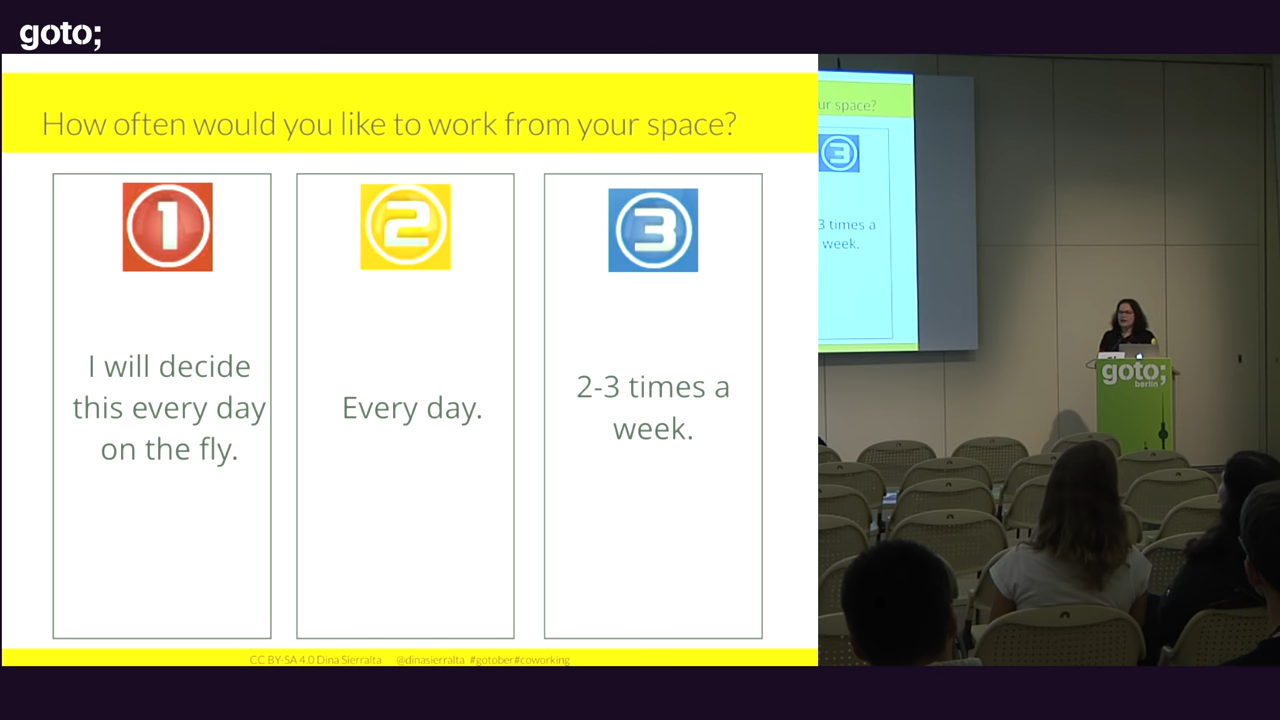 goto;
How often would you like to work from your space?
1
I will decide
this every day
on the fly.
2
Every day.
3
2-3 times a
week.
CC BY-SA 4.0 Dina Sierralta @dinasierralta #gotober#coworking
ur space?
3
3 times a
week.
goto;
berlin